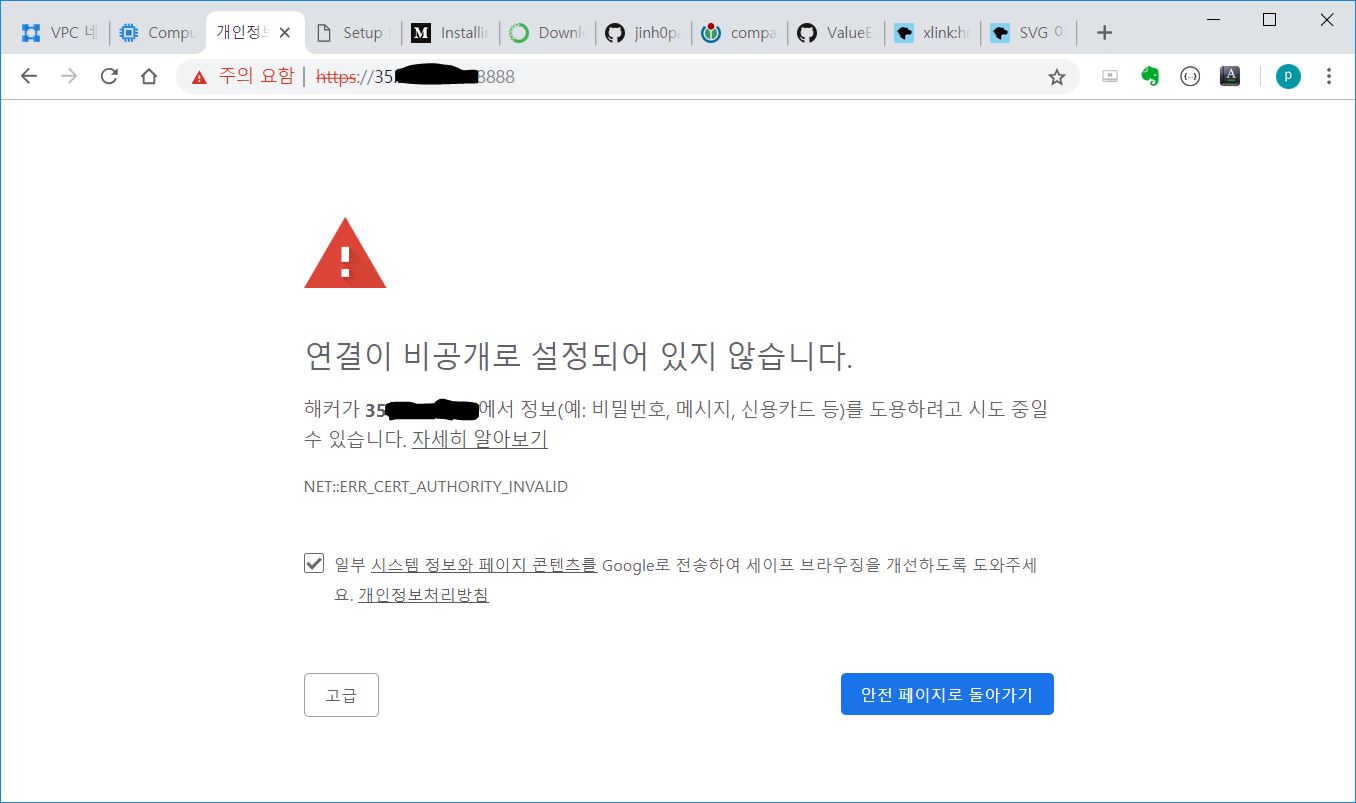 VPC 네
Compu
개인정보
Setup
Installin
Downl
jinh0pa
compa
ValueE
xlink:hr
SVG
주의 요함 | https://35. 8888
연결이 비공개로 설정되어 있지 않습니다.
해커가 35 에서 정보(예: 비밀번호, 메시지, 신용카드 등)를 도용하려고 시도 중일
수 있습니다. 자세히 알아보기
NET::ERR_CERT_AUTHORITY_INVALID
일부 시스템 정보와 페이지 콘텐츠를 Google로 전송하여 세이프 브라우징을 개선하도록 도와주세
요. 개인정보처리방침
고급
안전 페이지로 돌아가기